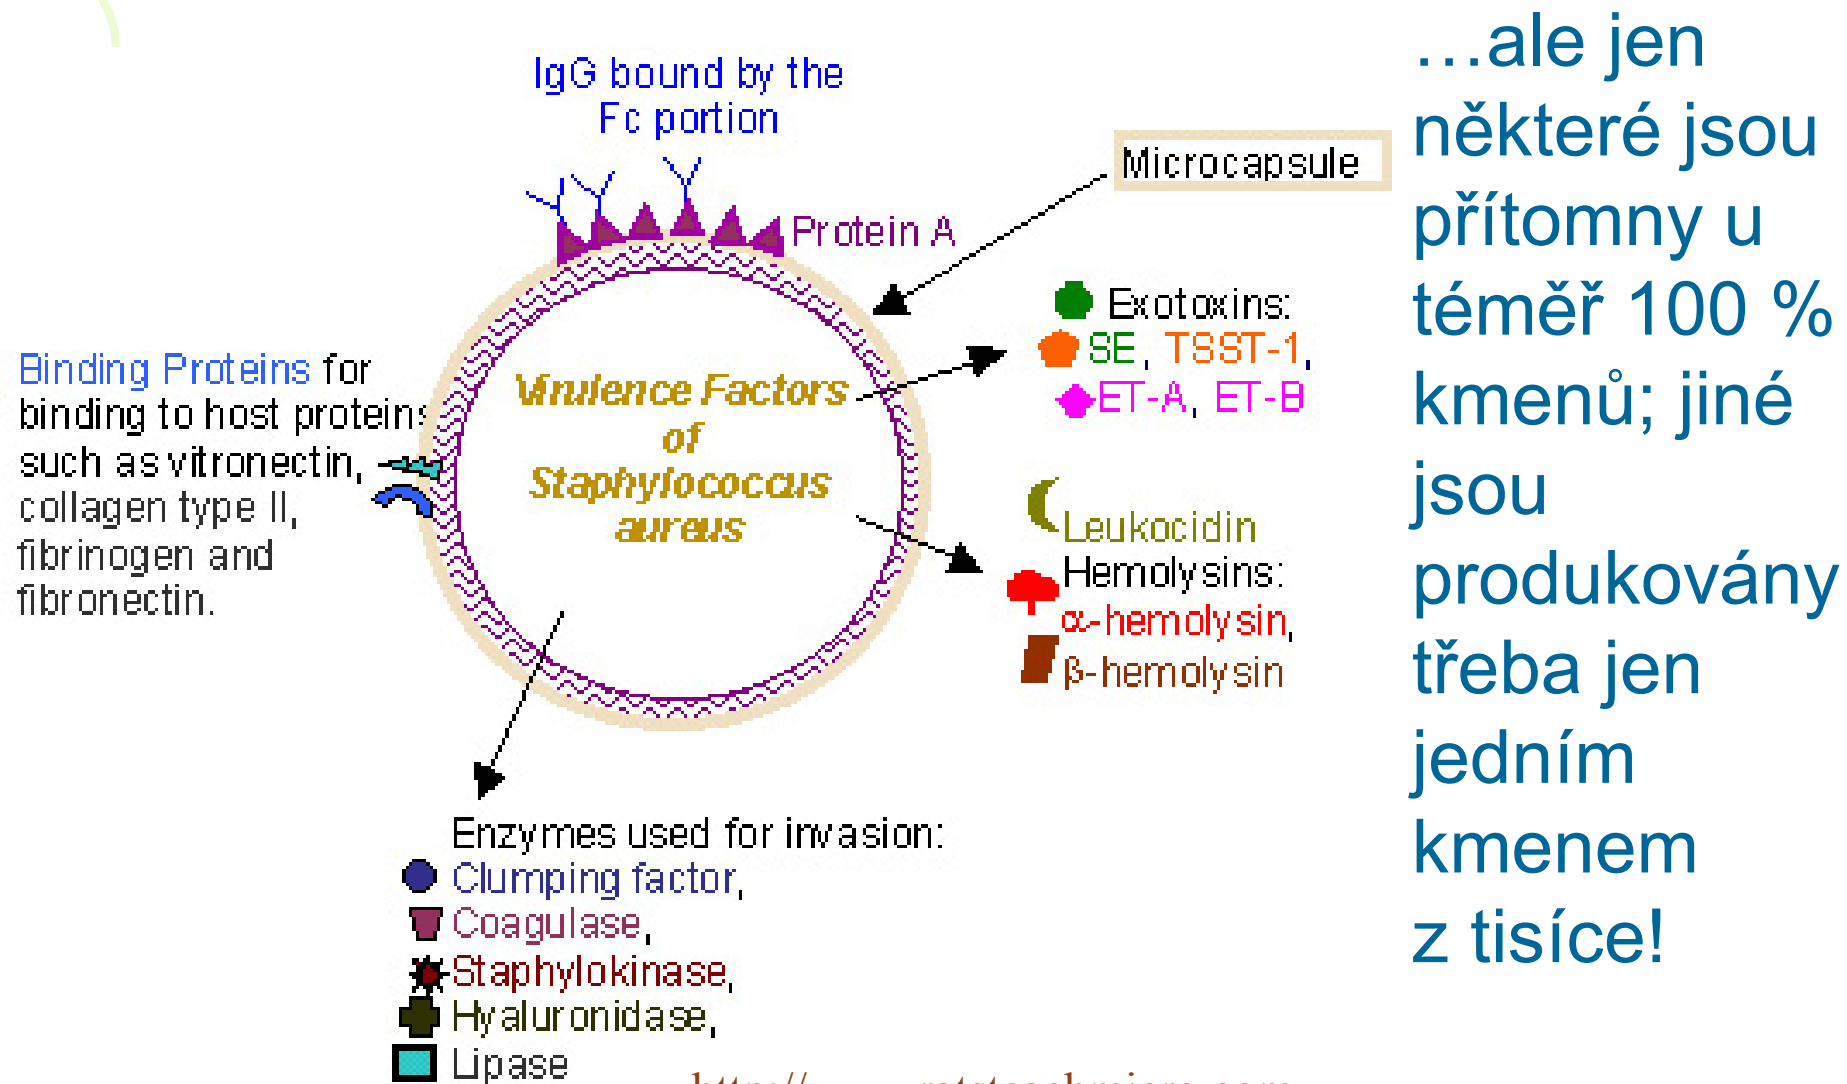 IgG bound by the
Fc portion
Microcapsule
Protein A
Exotoxins:
SE, TSST-1,
ET-A, ET-B
Binding Proteins for
binding to host proteins
such as vitronectin,
collagen type II,
fibrinogen and
fibronectin.
Virulence Factors
of
Staphylococcus
aureus
Leukocidin
Hemolysins:
α-hemolysin,
β-hemolysin
Enzymes used for invasion:
Clumping factor,
Coagulase,
Staphylokinase,
Hyaluronidase,
Lipase
…ale jen
některé jsou
přítomny u
téměř 100 %
kmenů; jiné
jsou
produkovány
třeba jen
jedním
kmenem
z tisíce!